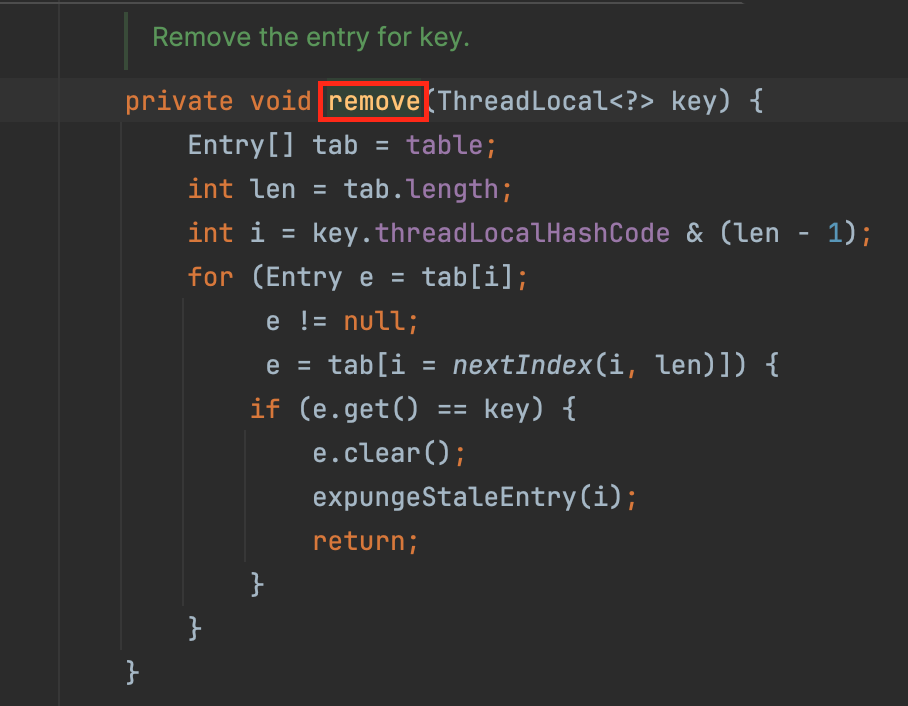 Remove the entry for key.
private void remove(ThreadLocal<?> key) {
Entry[] tab = table;
int len = tab.length;
int i = key.threadLocalHashCode & (len - 1);
for (Entry e = tab[i];
e != null;
e = tab[i = nextIndex(i, len)]) {
if (e.get() == key) {
e.clear();
expungeStaleEntry(i);
return;
}
}
}